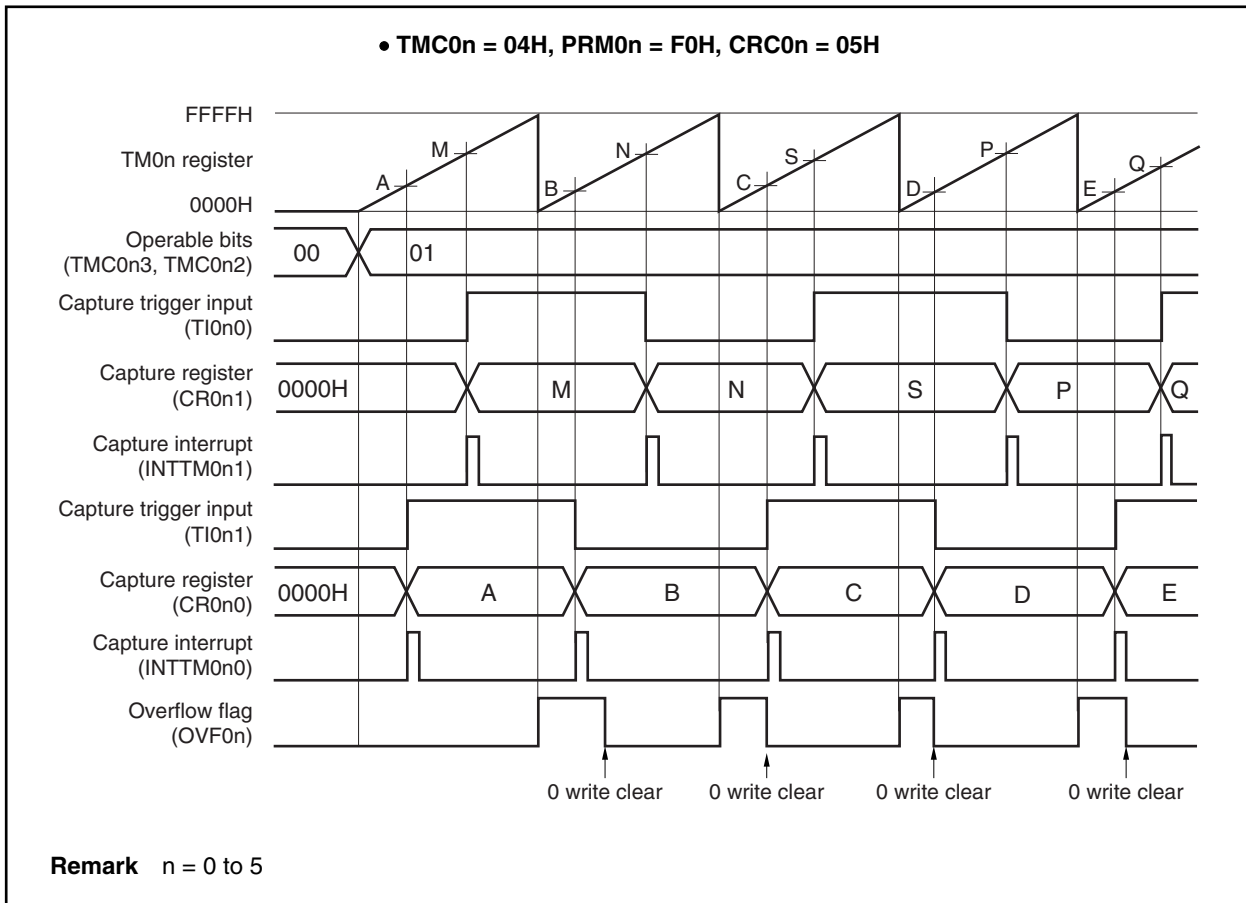 • TMC0n = 04H, PRM0n = F0H, CRC0n = 05H
FFFFH
TM0n register
0000H
M
A
N
B
S
C
P
D
Q
E
Operable bits
(TMC0n3, TMC0n2)
00
01
Capture trigger input
(TI0n0)
Capture register
(CR0n1)
0000H
M
N
S
P
Q
Capture interrupt
(INTTM0n1)
Capture trigger input
(TI0n1)
Capture register
(CR0n0)
0000H
A
B
C
D
E
Capture interrupt
(INTTM0n0)
Overflow flag
(OVF0n)
0 write clear
0 write clear
0 write clear
0 write clear
Remark n = 0 to 5